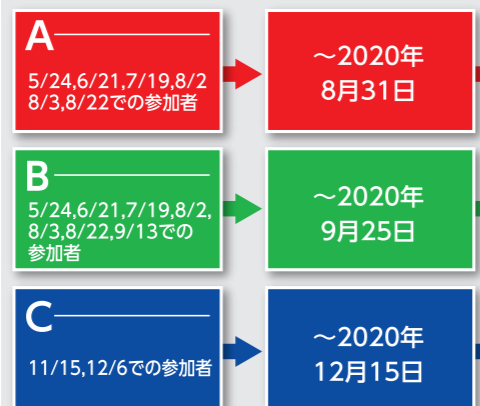 A
5/24,6/21,7/19,8/2
8/3,8/22での参加者
～2020年
8月31日
B
5/24,6/21,7/19,8/2,
8/3,8/22,9/13での
参加者
～2020年
9月25日
C
11/15,12/6での参加者
～2020年
12月15日